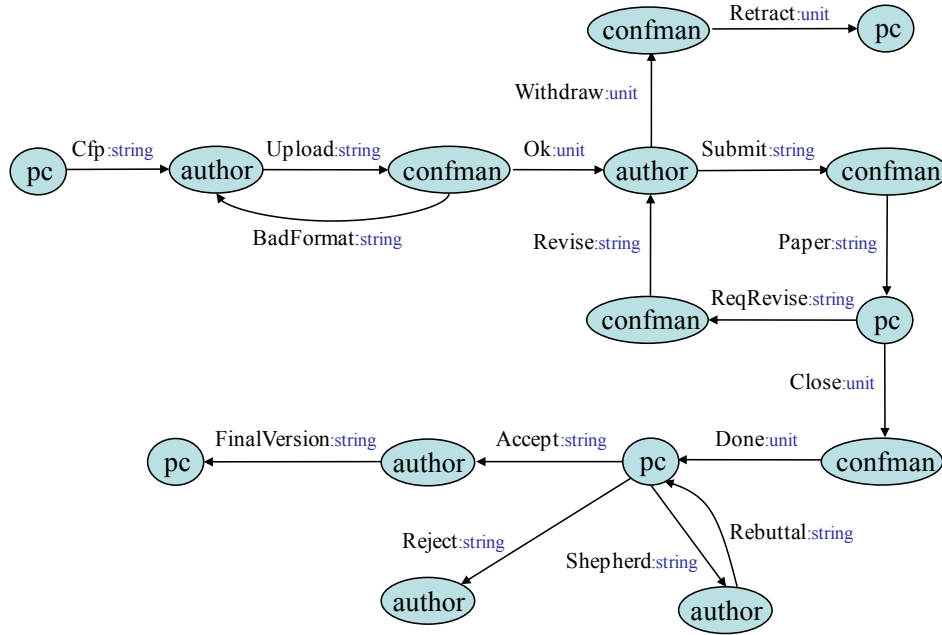 confman
Retract:unit
pc
Withdraw:unit
pc
Cfp:string
author
Upload:string
confman
Ok:unit
author
Submit:string
confman
BadFormat:string
Revise:string
Paper:string
confman
ReqRevise:string
pc
Close:unit
pc
FinalVersion:string
author
Accept:string
pc
Done:unit
confman
Reject:string
Shepherd:string
Rebuttal:string
author
author